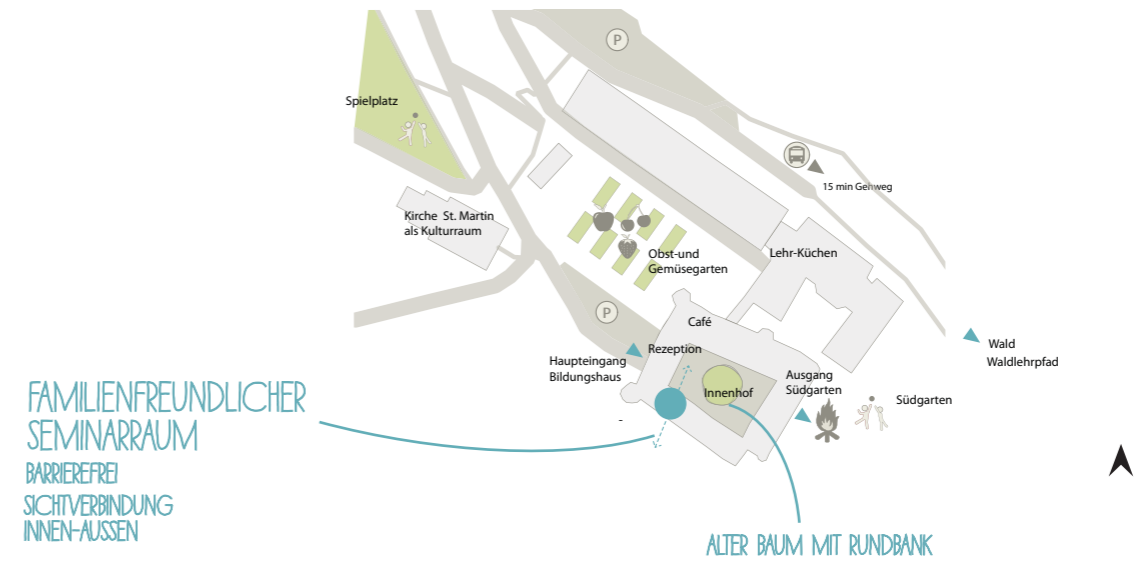 P
Spielplatz
15 min Gehweg
Kirche St. Martin
als Kulturraum
Lehr-Küchen
Obst-und
Gemüsegarten
P
Café
Rezeption
Haupteingang
Bildungshaus
Wald
Waldlehrpfad
Ausgang
Südgarten
Innenhof
Südgarten
FAMILIENFREUNDLICHER
SEMINARRAUM
BARRIEREFREI
SICHTVERBINDUNG
INNEN-AUSSEN
ALTER BAUM MIT RUNDBANK